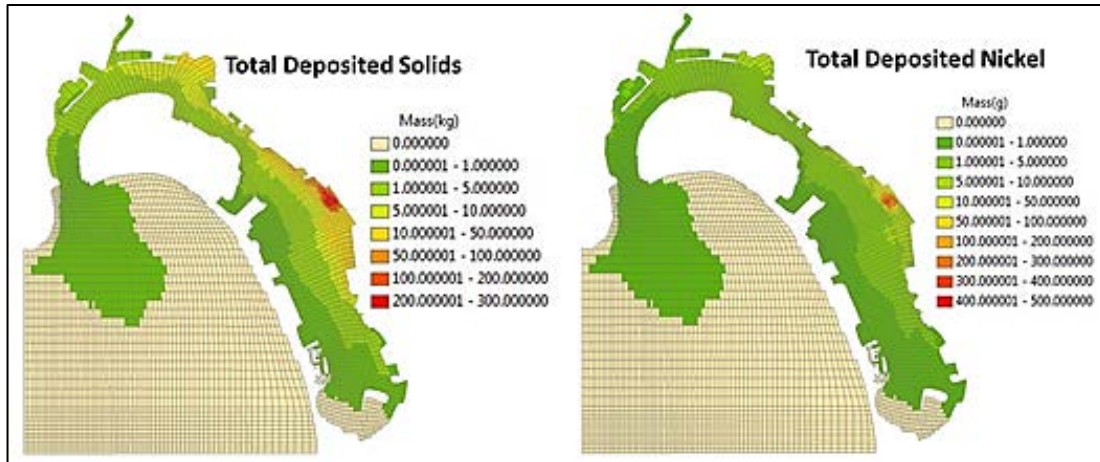 Total Deposited Solids
Mass(kg)
0.000000
0.000001 - 1.000000
1.000001 - 5.000000
5.000001 - 10.000000
10.000001 - 50.000000
50.000001 - 100.000000
100.000001 - 200.000000
200.000001 - 300.000000
Total Deposited Nickel
Mass(g)
0.000000
0.000001 - 1.000000
1.000001 - 5.000000
5.000001 - 10.000000
10.000001 - 50.000000
50.000001 - 100.000000
100.000001 - 200.000000
200.000001 - 300.000000
300.000001 - 400.000000
400.000001 - 500.000000